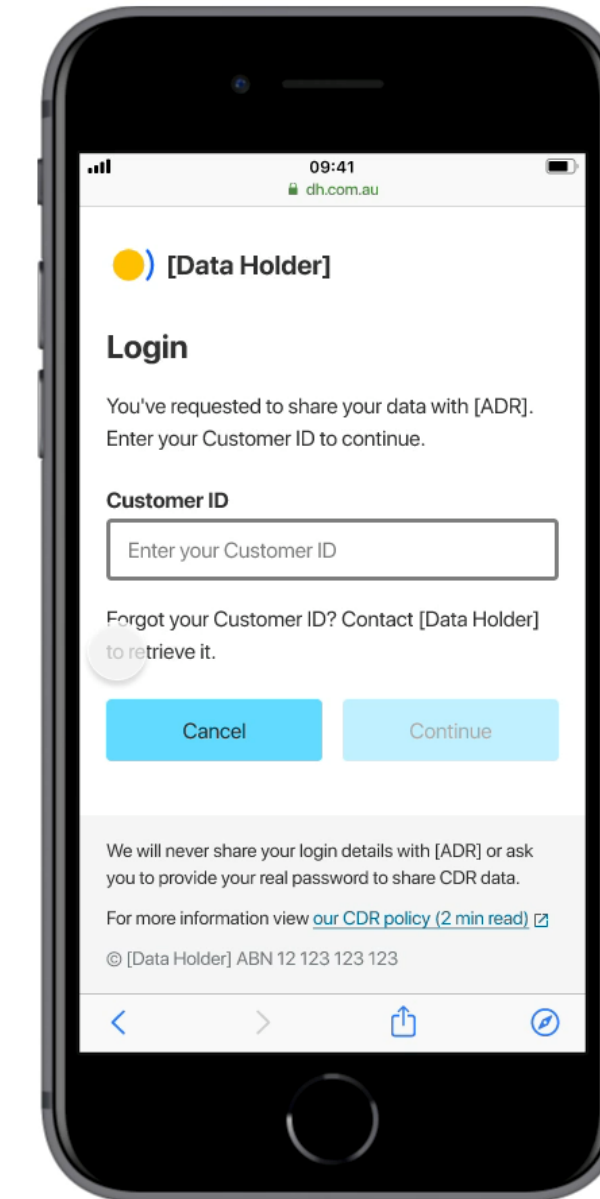 09:41
dh.com.au
[Data Holder]
Login
You've requested to share your data with [ADR].
Enter your Customer ID to continue.
Customer ID
Enter your Customer ID
Forgot your Customer ID? Contact [Data Holder]
to retrieve it.
Cancel
Continue
We will never share your login details with [ADR] or ask
you to provide your real password to share CDR data.
For more information view our CDR policy (2 min read)
© [Data Holder] ABN 12 123 123 123